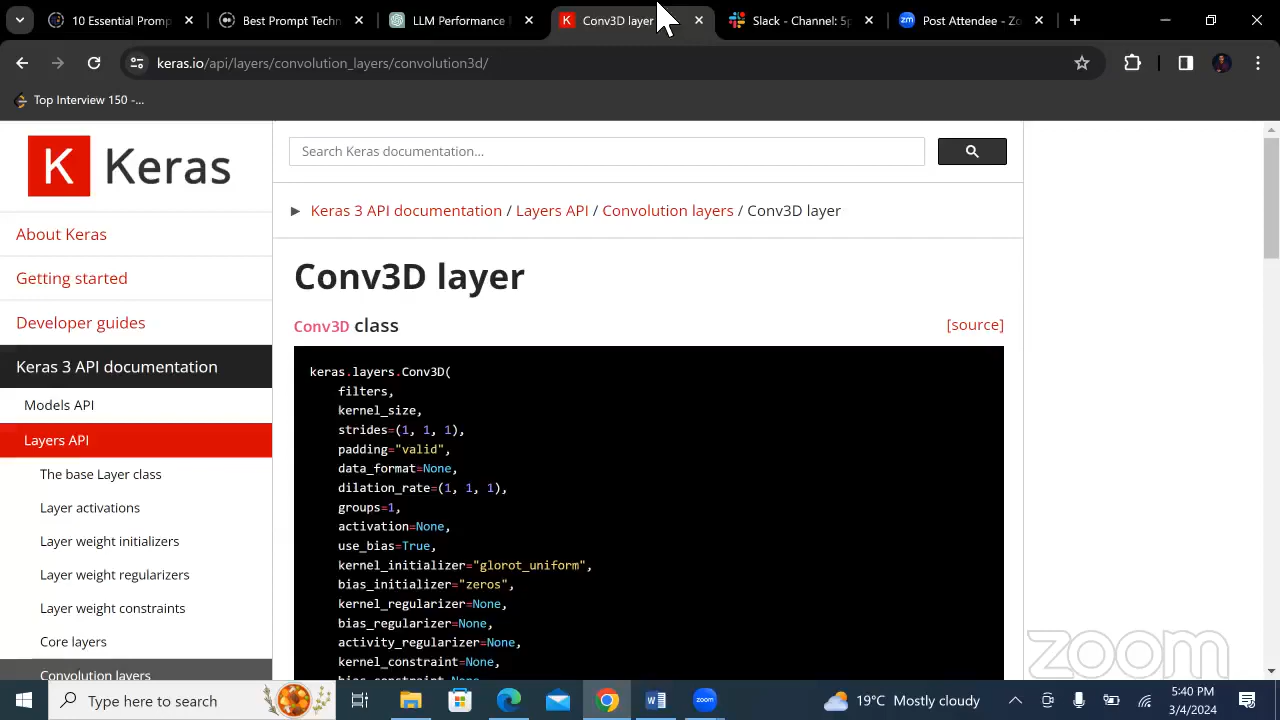 10 Essential Promp
Best Prompt Techn
LLM Performance
Conv3D layer
Slack - Channel: 5p
Post Attendee - Zo
keras.io/api/layers/convolution_layers/convolution3d/
Top Interview 150 -...
K Keras
Search Keras documentation...
► Keras 3 API documentation / Layers API / Convolution layers / Conv3D layer
About Keras
Getting started
Developer guides
Keras 3 API documentation
Models API
Layers API
The base Layer class
Layer activations
Layer weight initializers
Layer weight regularizers
Layer weight constraints
Core layers
Convolution layers
Conv3D layer
Conv3D class
[source]
keras.layers.Conv3D(
filters,
kernel_size,
strides=(1, 1, 1),
padding="valid",
data_format=None,
dilation_rate=(1, 1, 1),
groups=1,
activation=None,
use_bias=True,
kernel_initializer="glorot_uniform",
bias_initializer="zeros",
kernel_regularizer=None,
bias_regularizer=None,
activity_regularizer=None,
kernel_constraint=None,
bias_constraint=None,
zoom
Type here to search
zoom
19°C Mostly cloudy
5:40 PM
3/4/2024